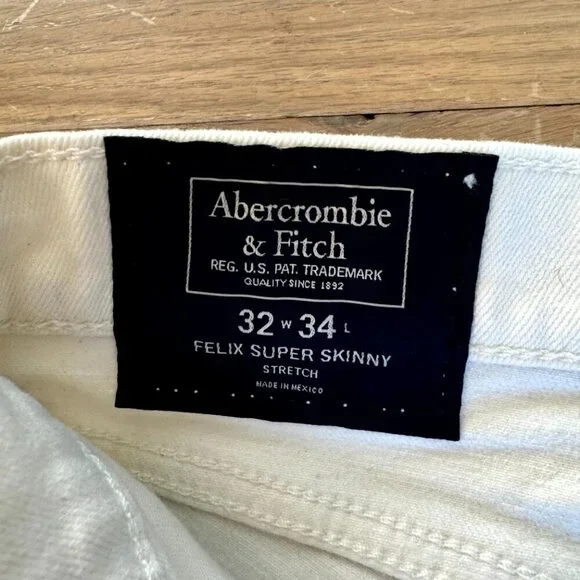 Abercrombie
& Fitch
REG. U.S. PAT. TRADEMARK
QUALITY SINCE 1892
32 W 34 L
FELIX SUPER SKINNY
STRETCH
MADE IN MEXICO